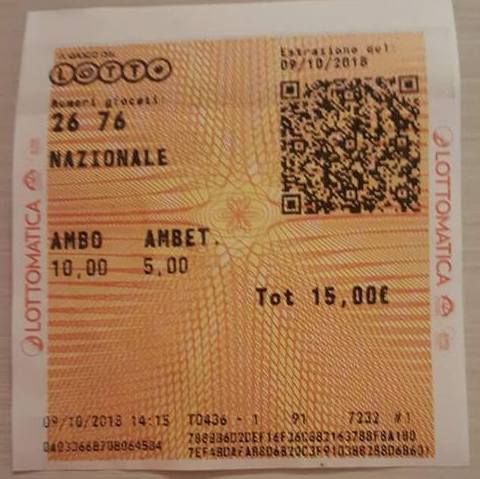 IL GIOCO DEL
LOTTO
Estrazione del:
09/10/2018
Numeri giocati:
26 76
NAZIONALE
AMBO AMBET.
10,00 5,00
Tot 15,00€
09/10/2018 14:15 T0436 - 1 91 7232 #1
LOTTOMATICA
LOTTOMATICA